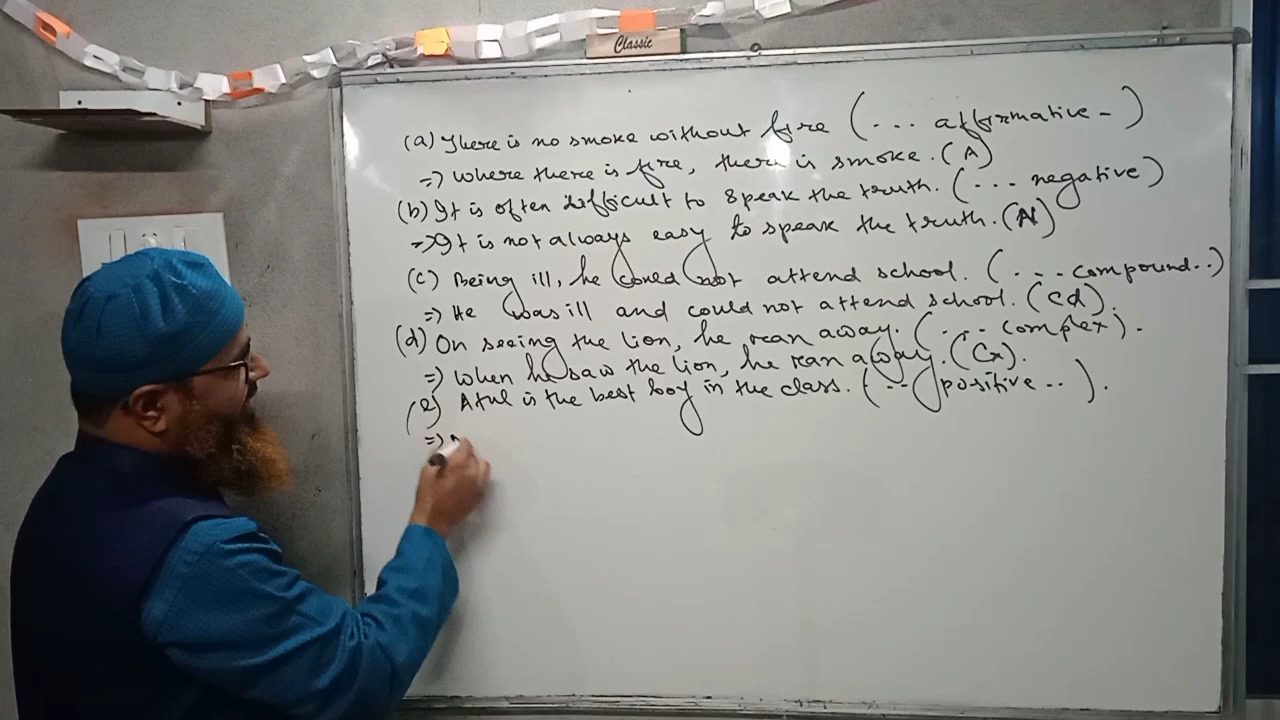 Classic
(a) There is no smoke without fire (... affirmative -)
=> Where there is fire, there is smoke. (A)
(b) It is often difficult to speak the truth. (... negative)
=> It is not always easy to speak the truth. (N)
(c) Being ill, he could not attend school. (... compound..)
=> He was ill and could not attend school. (cd).
(d) On seeing the lion, he ran away. (... complex).
=> When he saw the lion, he ran away. (Cx).
(e) Atul is the best boy in the class. (... positive..).
=>